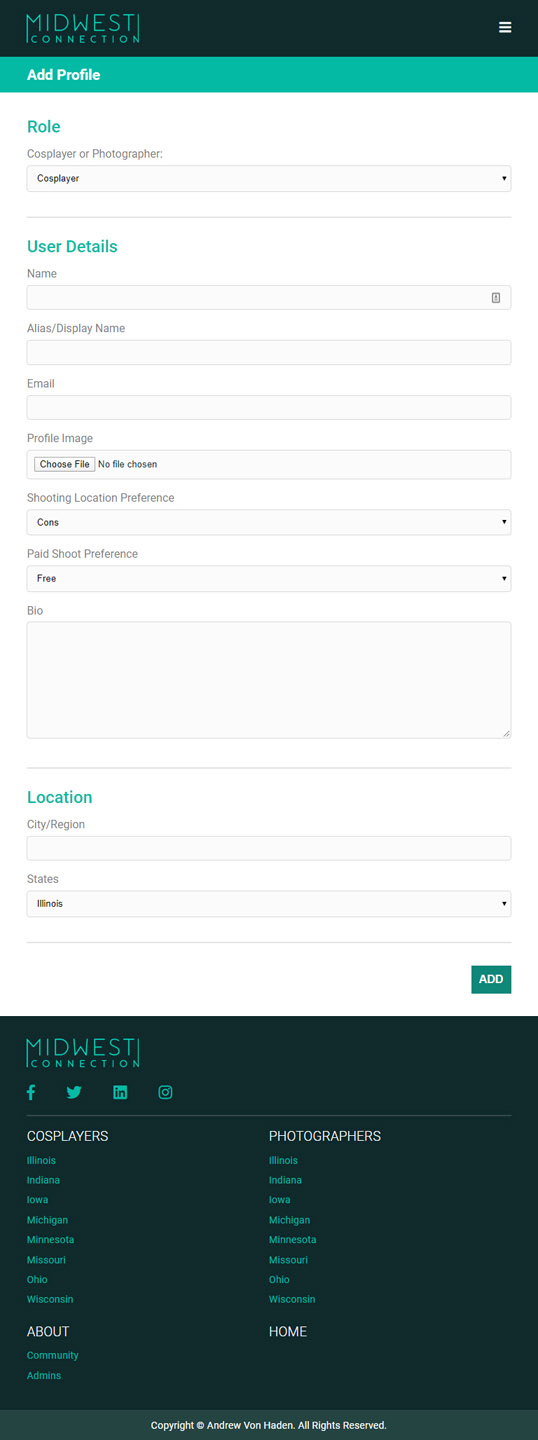 MIDWEST
CONNECTION
Add Profile
Role
Cosplayer or Photographer:
Cosplayer
User Details
Name
Alias/Display Name
Email
Profile Image
Choose File No file chosen
Shooting Location Preference
Cons
Paid Shoot Preference
Free
Bio
Location
City/Region
States
Illinois
ADD
MIDWEST
CONNECTION
COSPLAYERS
Illinois
Indiana
Iowa
Michigan
Minnesota
Missouri
Ohio
Wisconsin
PHOTOGRAPHERS
Illinois
Indiana
Iowa
Michigan
Minnesota
Missouri
Ohio
Wisconsin
ABOUT
Community
Admins
HOME
Copyright © Andrew Von Haden. All Rights Reserved.